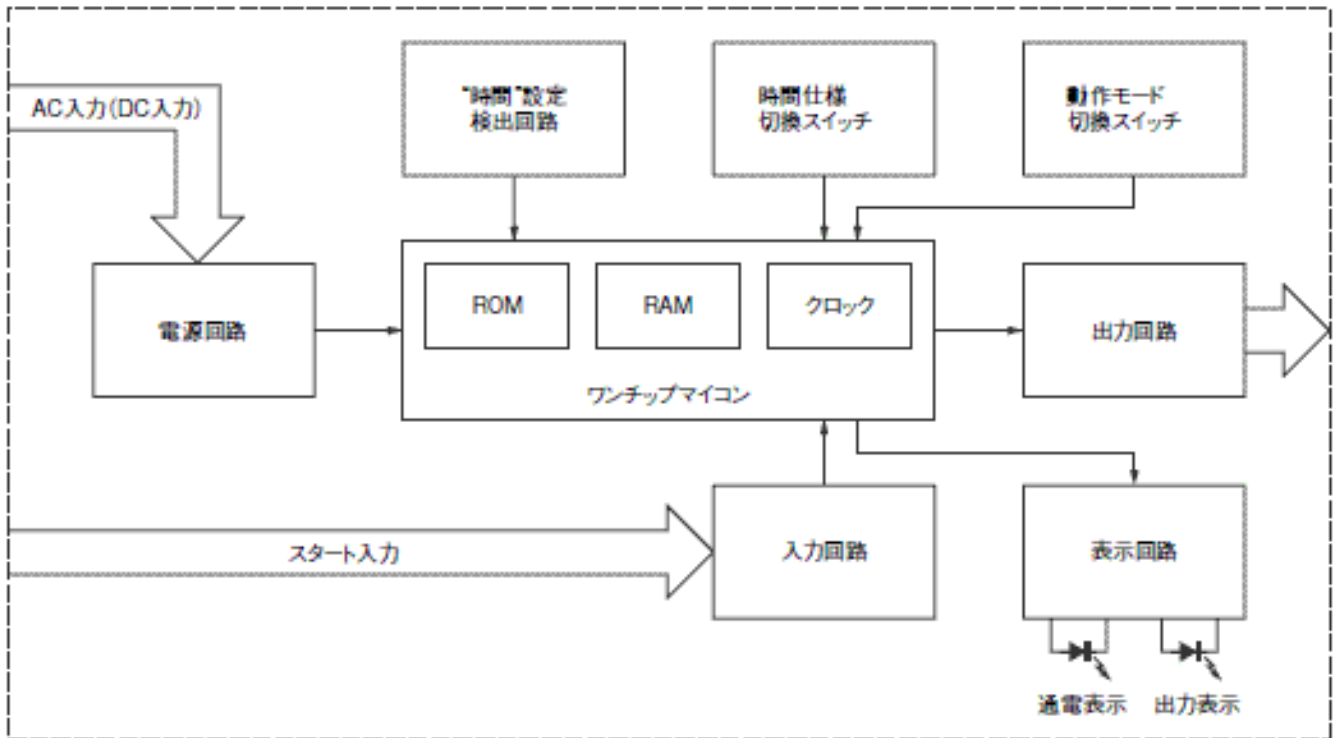 AC入力(DC入力)
“時間”設定
検出回路
時間仕様
切換スイッチ
動作モード
切換スイッチ
電源回路
ROM
RAM
クロック
ワンチップマイコン
出力回路
スタート入力
入力回路
表示回路
通電表示
出力表示